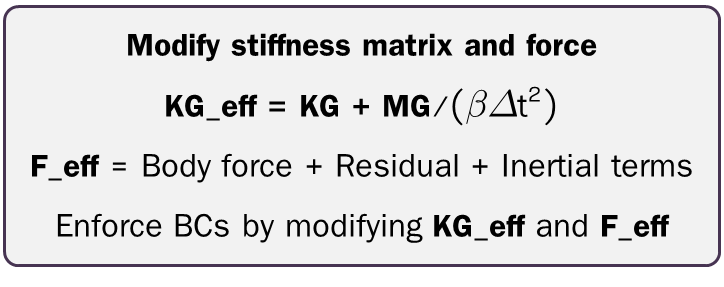 Modify stiffness matrix and force
KG_eff = KG + MG/(βΔt²)
F_eff = Body force + Residual + Inertial terms
Enforce BCs by modifying KG_eff and F_eff